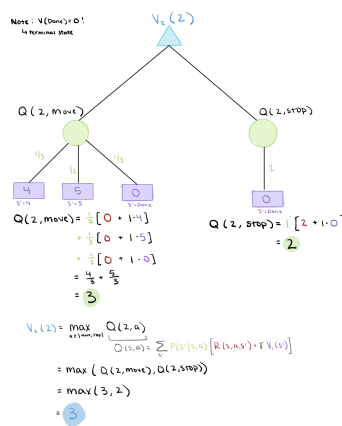 Note: V(Done)=0!
↳ terminal state
V₂(2)
Q(2, move)
Q(2, stop)
1/3
1/3
1/3
1
4
5
0
0
s'=4
s'=5
s'=Done
s'=Done
Q(2, move) = 1/3 [0 + 1·4]
+ 1/3 [0 + 1·5]
+ 1/3 [0 + 1·0]
= 4/3 + 5/3
= 3
Q(2, stop) = 1 [2 + 1·0
= 2
V₂(2) = max Q(2,a)
a∈{move, stop}
Q(s,a) = Σ P(s'|s,a) [R(s,a,s') + γ V₁(s')]
s'
= max (Q(2,move), Q(2,stop))
= max(3, 2)
= 3